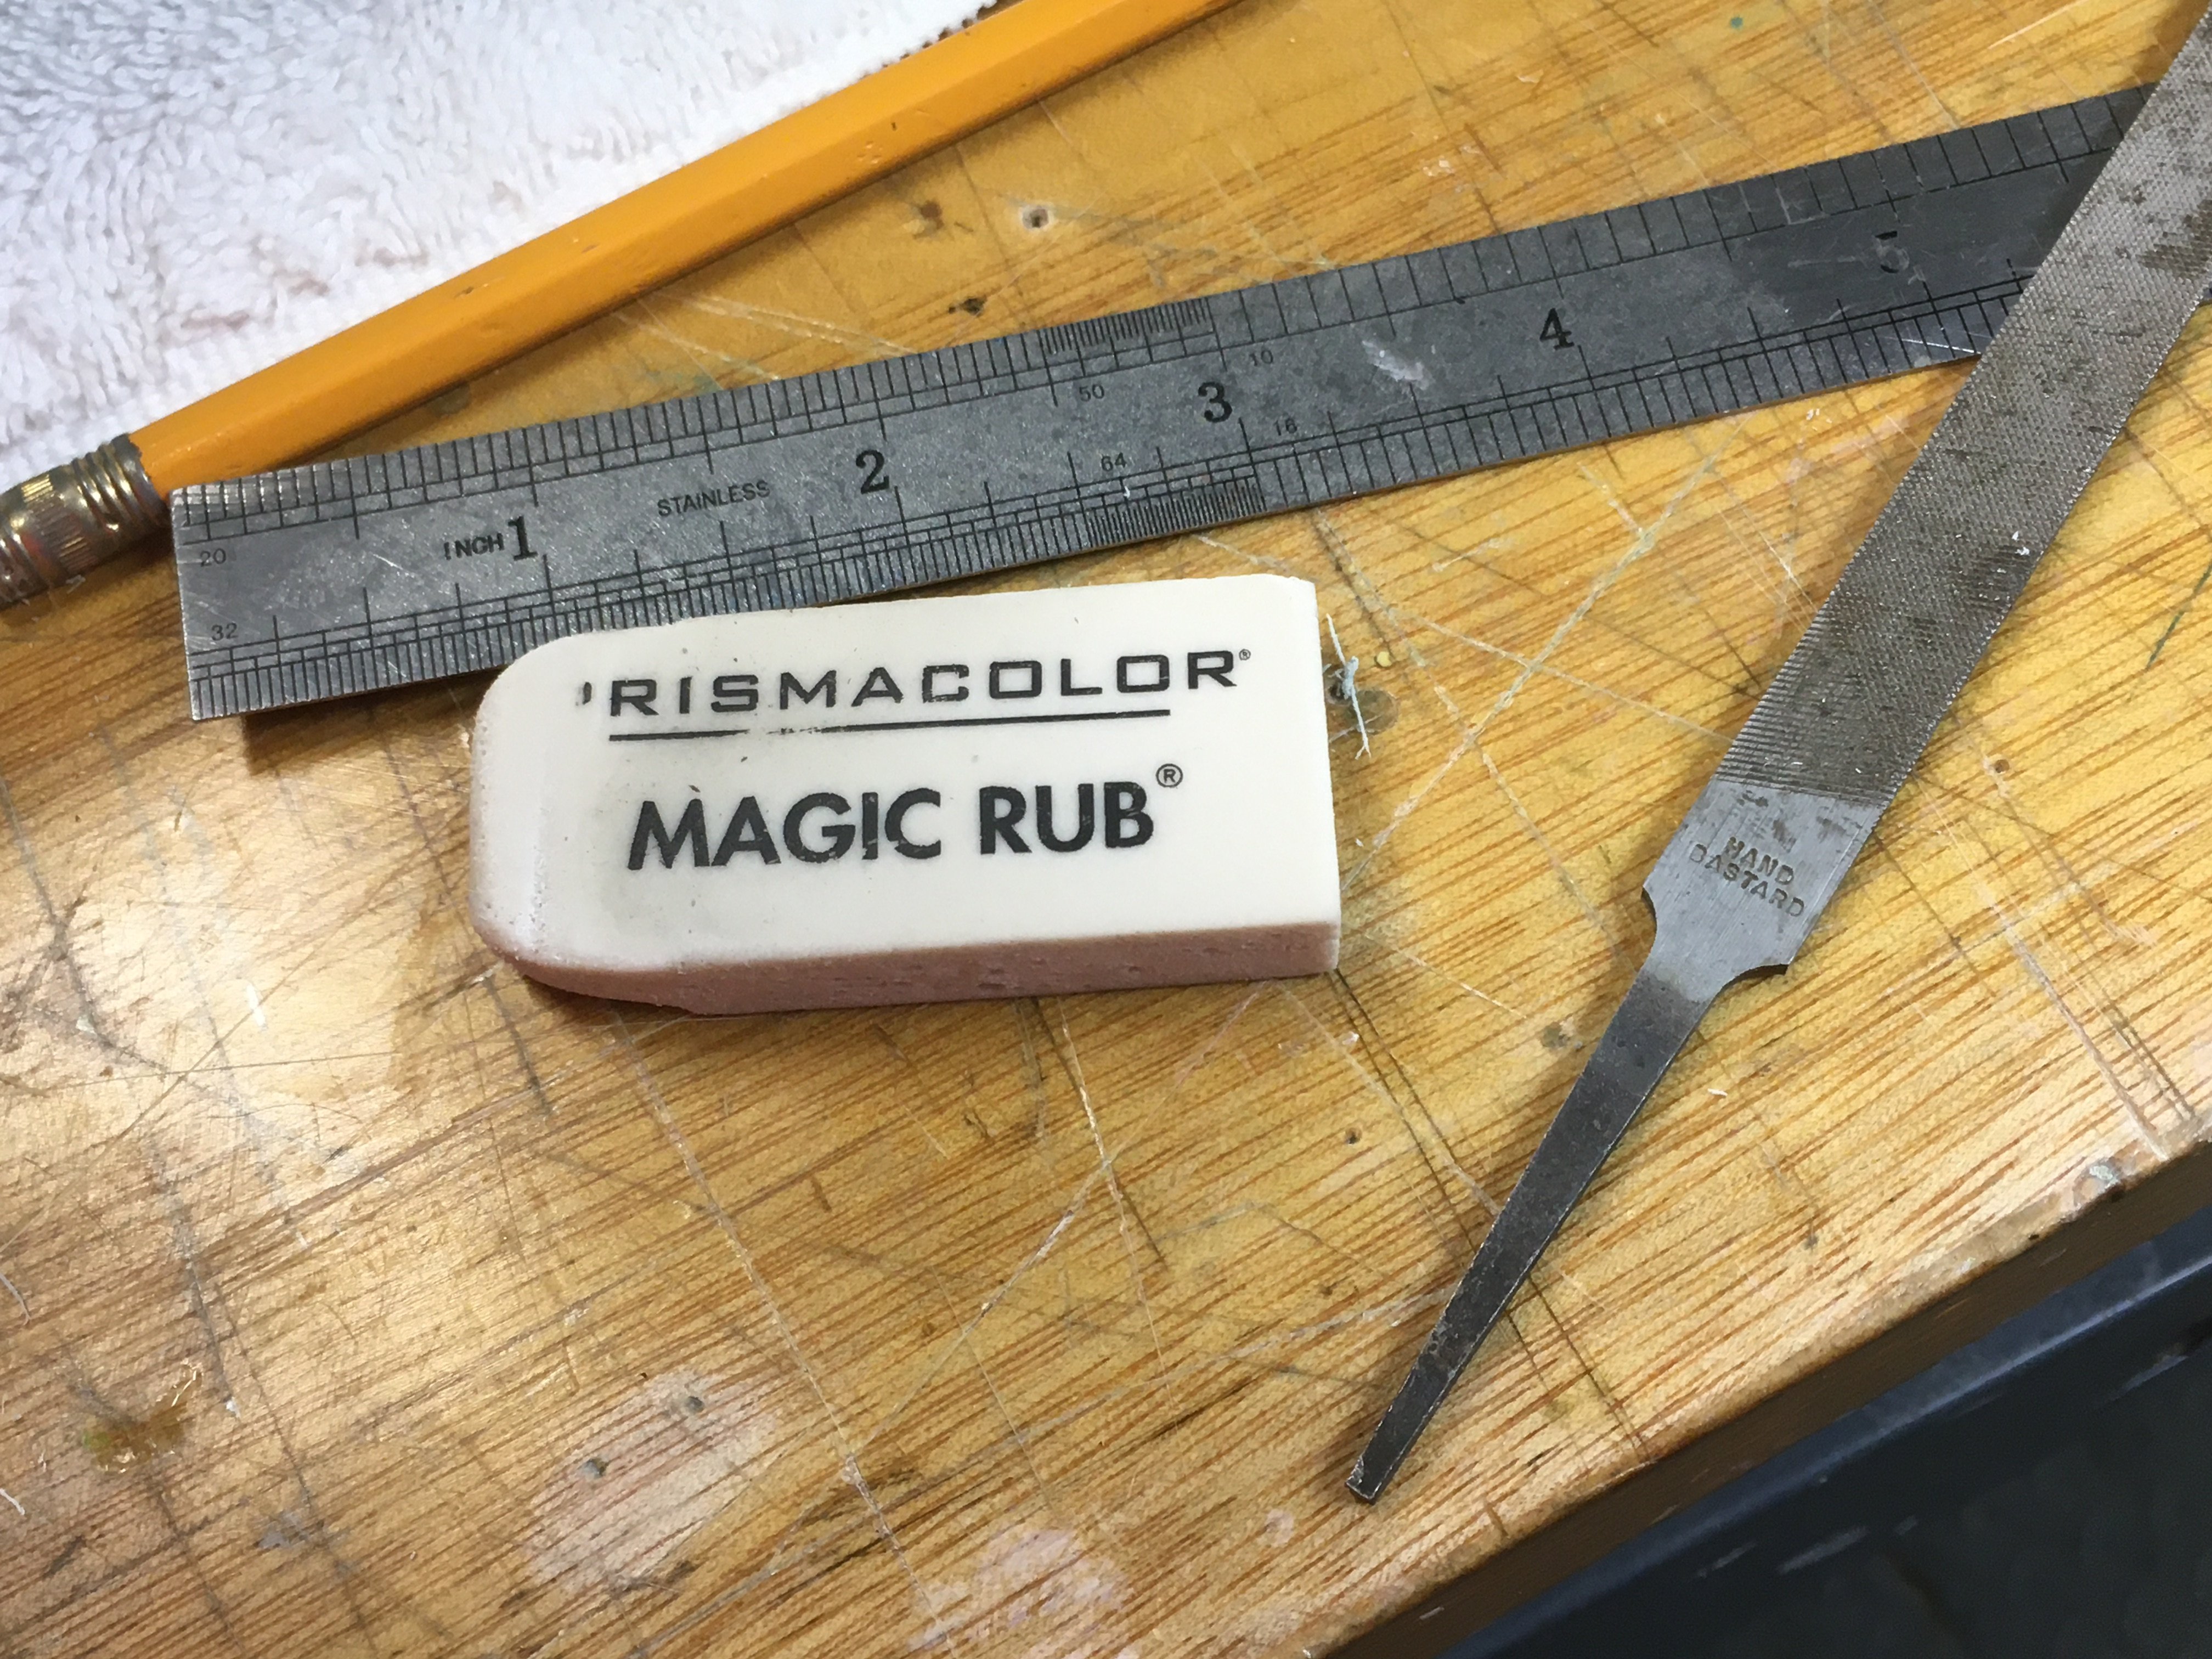 20
32
INCH 1
STAINLESS
2
50
64
3
10
16
4
5
RISMACOLOR®
MAGIC RUB®
HAND
BASTARD